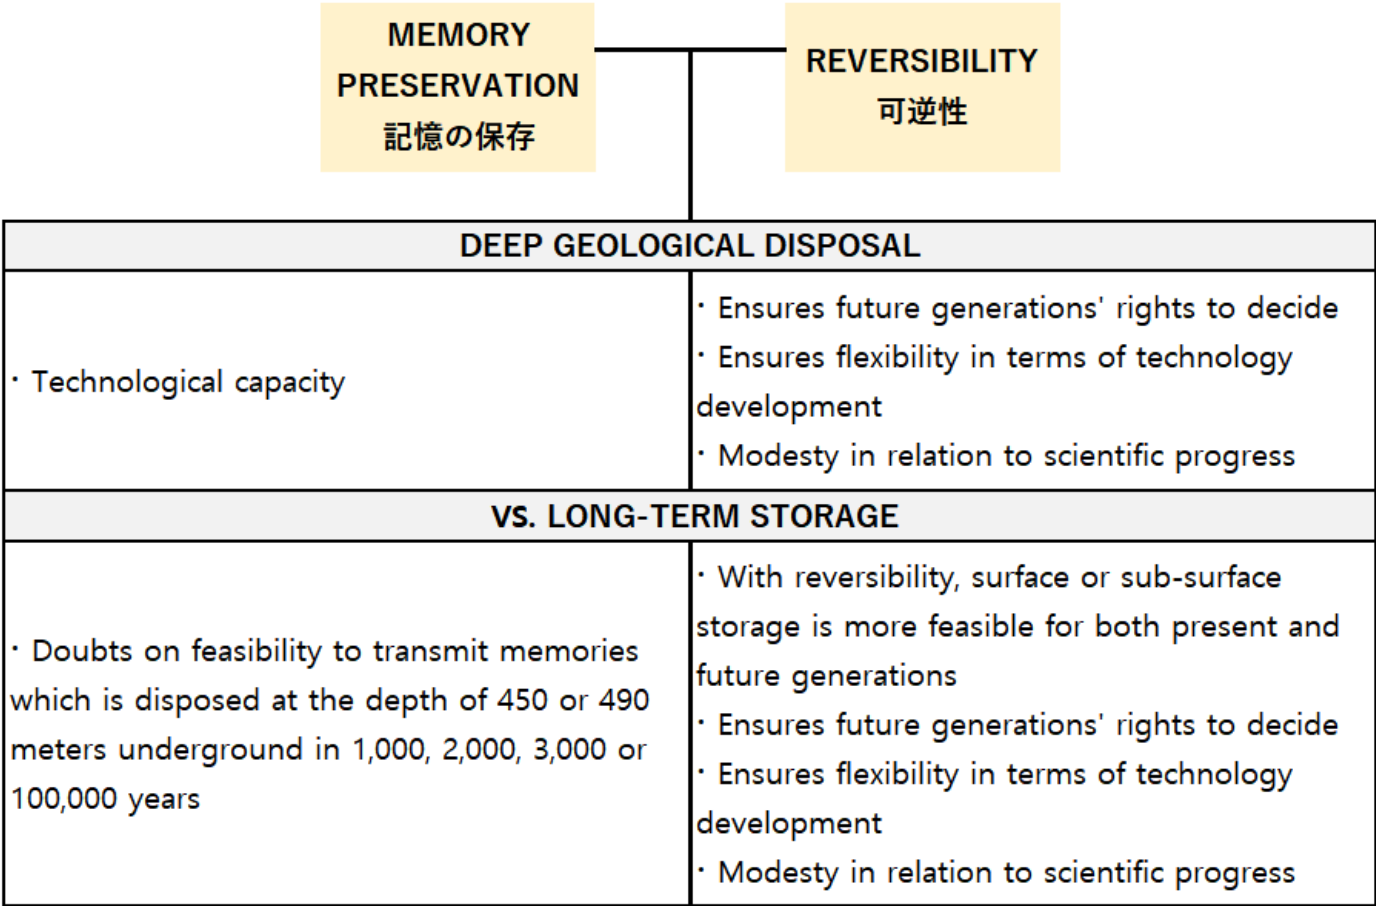 MEMORY
PRESERVATION
記憶の保存
REVERSIBILITY
可逆性
DEEP GEOLOGICAL DISPOSAL
· Technological capacity
· Ensures future generations' rights to decide
· Ensures flexibility in terms of technology
development
· Modesty in relation to scientific progress
VS. LONG-TERM STORAGE
· Doubts on feasibility to transmit memories
which is disposed at the depth of 450 or 490
meters underground in 1,000, 2,000, 3,000 or
100,000 years
· With reversibility, surface or sub-surface
storage is more feasible for both present and
future generations
· Ensures future generations' rights to decide
· Ensures flexibility in terms of technology
development
· Modesty in relation to scientific progress